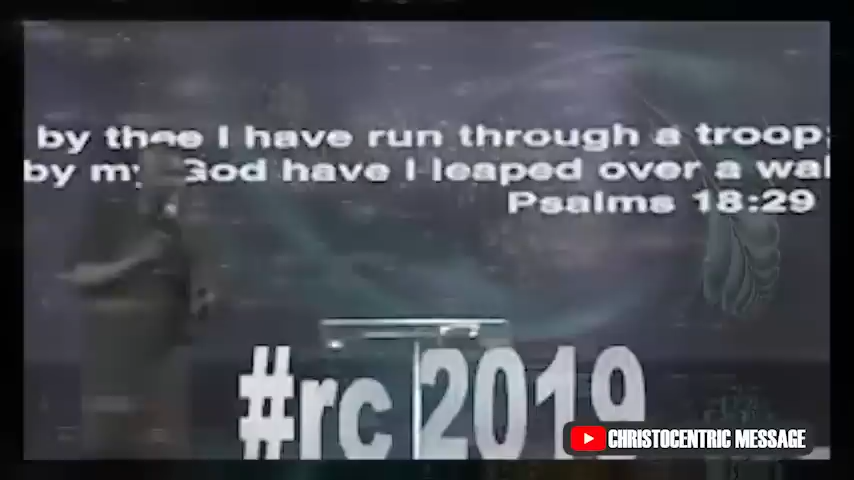 by thee I have run through a troop;
by my God have I leaped over a wal
Psalms 18:29
#rc 2019
CHRISTOCENTRIC MESSAGE